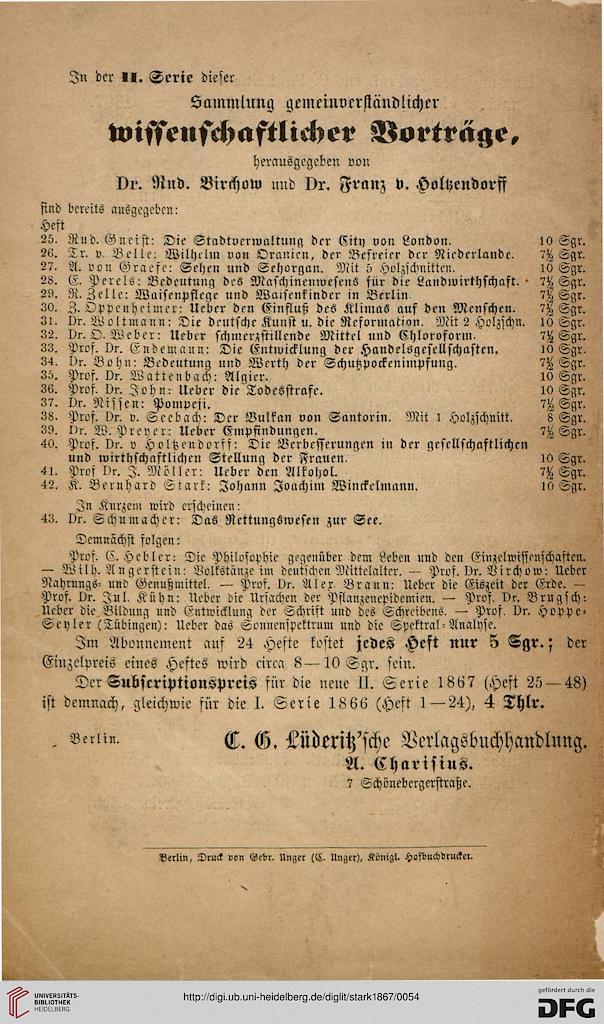 In der II. Serie dieser
Sammlung gemeinverständlicher
wissenschaftlicher Vorträge,
herausgegeben von
Dr. Rud. Virchow und Dr. Franz v. Holtzendorff
sind bereits ausgegeben:
Heft
25. Rud. Gneist: Die Stadtverwaltung der City von London. 10 Sgr.
26. Tr. v. Belle: Wilhelm von Oranien, der Befreier der Niederlande. 7½ Sgr.
27. A. von Graefe: Sehen und Sehorgan. Mit 5 Holzschnitten. 10 Sgr.
28. E. Perels: Bedeutung des Maschinenwesens für die Landwirthschaft. 7½ Sgr.
29. R. Zelle: Waisenpflege und Waisenkinder in Berlin 7½ Sgr.
30. Z. Oppenheimer: Ueber den Einfluß des Klimas auf den Menschen. 7½ Sgr.
31. Dr. Woltmann: Die deutsche Kunst u. die Reformation. Mit 2 Holzschn. 10 Sgr.
32. Dr. O. Weber: Ueber schmerzstillende Mittel und Chloroform. 7½ Sgr.
33. Prof. Dr. Endemann: Die Entwicklung der Handelsgesellschaften. 10 Sgr.
34. Dr. Bohn: Bedeutung und Werth der Schutzpockenimpfung. 7½ Sgr.
35. Prof. Dr. Wattenbach: Algier. 10 Sgr.
36. Prof. Dr. John: Ueber die Todesstrafe. 10 Sgr.
37. Dr. Nissen: Pompeji. 7½ Sgr.
38. Prof. Dr. v. Seebach: Der Vulkan von Santorin. Mit 1 Holzschnitt. 8 Sgr.
39. Dr. W. Preyer: Ueber Empfindungen. 7½ Sgr.
40. Prof. Dr. v Holtzendorff: Die Verbesserungen in der gesellschaftlichen
und wirthschaftlichen Stellung der Frauen. 10 Sgr.
41. Prof Dr. J. Möller: Ueber den Alkohol. 7½ Sgr.
42. K. Bernhard Stark: Johann Joachim Winckelmann. 10 Sgr.
In Kurzem wird erscheinen:
43. Dr. Schumacher: Das Rettungswesen zur See.
Demnächst folgen:
Prof. C. Hebler: Die Philosophie gegenüber dem Leben und den Einzelwissenschaften.
— Wilh. Angerstein: Volkstänze im deutschen Mittelalter. — Prof. Dr. Virchow: Ueber
Nahrungs- und Genußmittel. — Prof. Dr. Alex Braun: Ueber die Eiszeit der Erde. —
Prof. Dr. Jul. Kühn: Ueber die Ursachen der Pflanzenepidemien. — Prof. Dr. Brugsch:
Ueber die Bildung und Entwicklung der Schrift und des Schreibens. — Prof. Dr. Hoppe-
Seyler (Tübingen): Ueber das Sonnenspektrum und die Spektral-Analyse.
Im Abonnement auf 24 Hefte kostet jedes Heft nur 5 Sgr.; der
Einzelpreis eines Heftes wird circa 8—10 Sgr. sein.
Der Subscriptionspreis für die neue II. Serie 1867 (Heft 25—48)
ist demnach, gleichwie für die I. Serie 1866 (Heft 1—24), 4 Thlr.
Berlin. C. G. Lüderitz'sche Verlagsbuchhandlung.
A. Charisius.
7 Schönebergerstraße.
Berlin, Druck von Gebr. Unger (C. Unger), Königl. Hofbuchdrucker.
UNIVERSITÄTS-
BIBLIOTHEK
HEIDELBERG
http://digi.ub.uni-heidelberg.de/diglit/stark1867/0054
gefördert durch die
DFG